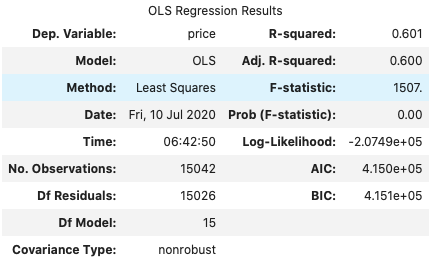 OLS Regression Results
Dep. Variable: price R-squared: 0.601
Model: OLS Adj. R-squared: 0.600
Method: Least Squares F-statistic: 1507.
Date: Fri, 10 Jul 2020 Prob (F-statistic): 0.00
Time: 06:42:50 Log-Likelihood: -2.0749e+05
No. Observations: 15042 AIC: 4.150e+05
Df Residuals: 15026 BIC: 4.151e+05
Df Model: 15
Covariance Type: nonrobust